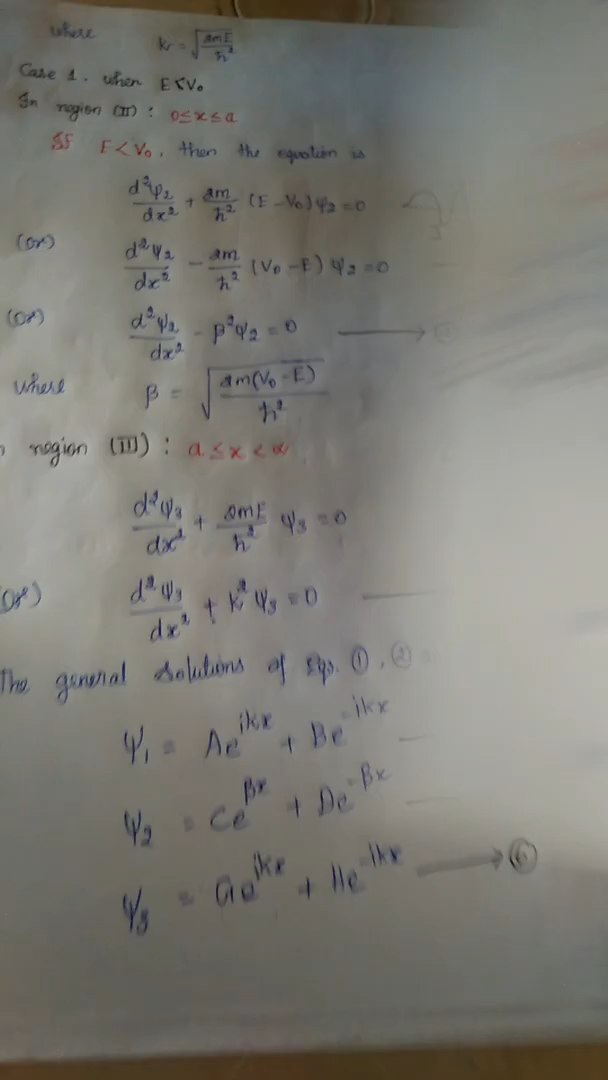 where k = √(2mE/ħ²)
Case 1. when E<V₀
In region (II) : 0≤x≤a
If E<V₀, then the equation is
d²ψ₂/dx² + 2m/ħ² (E-V₀)ψ₂=0
(or) d²ψ₂/dx² - 2m/ħ² (V₀-E) ψ₂=0
(or) d²ψ₂/dx² - β²ψ₂=0 →
where β = √(2m(V₀-E)/ħ²)
region (III) : a≤x<∝
d²ψ₃/dx² + 2mE/ħ² ψ₃=0
(or) d²ψ₃/dx² + k²ψ₃=0
The general solutions of Eqs. ①, ②
ψ₁ = Ae^ikx + Be^-ikx
ψ₂ = Ce^βx + De^-βx
ψ₃ = Ge^ikx + He^-ikx → ⑥